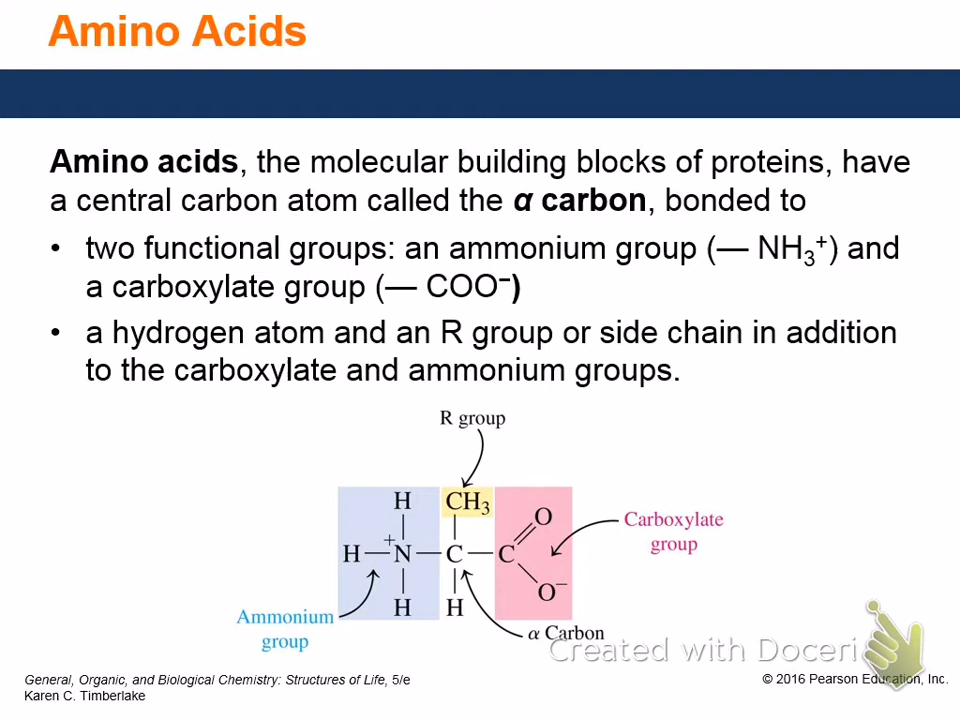 Amino Acids
Amino acids, the molecular building blocks of proteins, have
a central carbon atom called the α carbon, bonded to
• two functional groups: an ammonium group (— NH₃⁺) and
a carboxylate group (— COO⁻)
• a hydrogen atom and an R group or side chain in addition
to the carboxylate and ammonium groups.
R group
H CH₃ O
H—N⁺—C—C
H H O⁻
Carboxylate
group
Ammonium
group
α Carbon
Created with Doceri
General, Organic, and Biological Chemistry: Structures of Life, 5/e
Karen C. Timberlake
© 2016 Pearson Education, Inc.